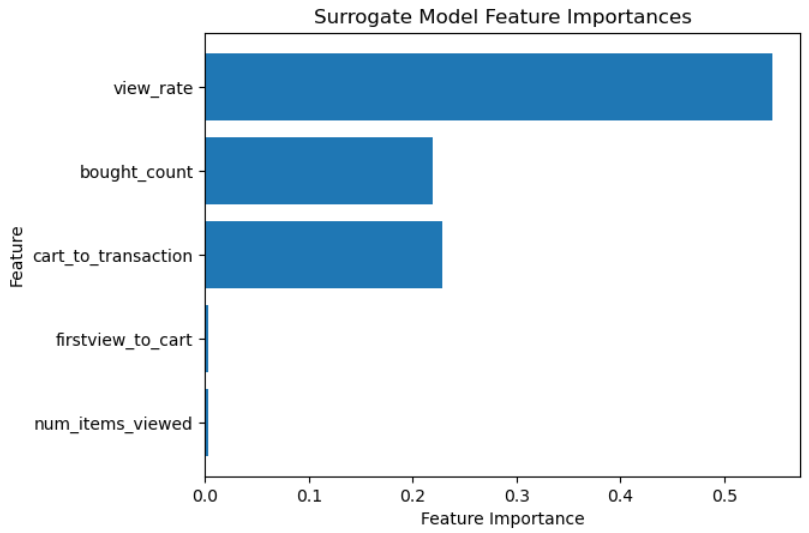 Surrogate Model Feature Importances
view_rate
bought_count
cart_to_transaction
firstview_to_cart
num_items_viewed
Feature
0.0 0.1 0.2 0.3 0.4 0.5
Feature Importance